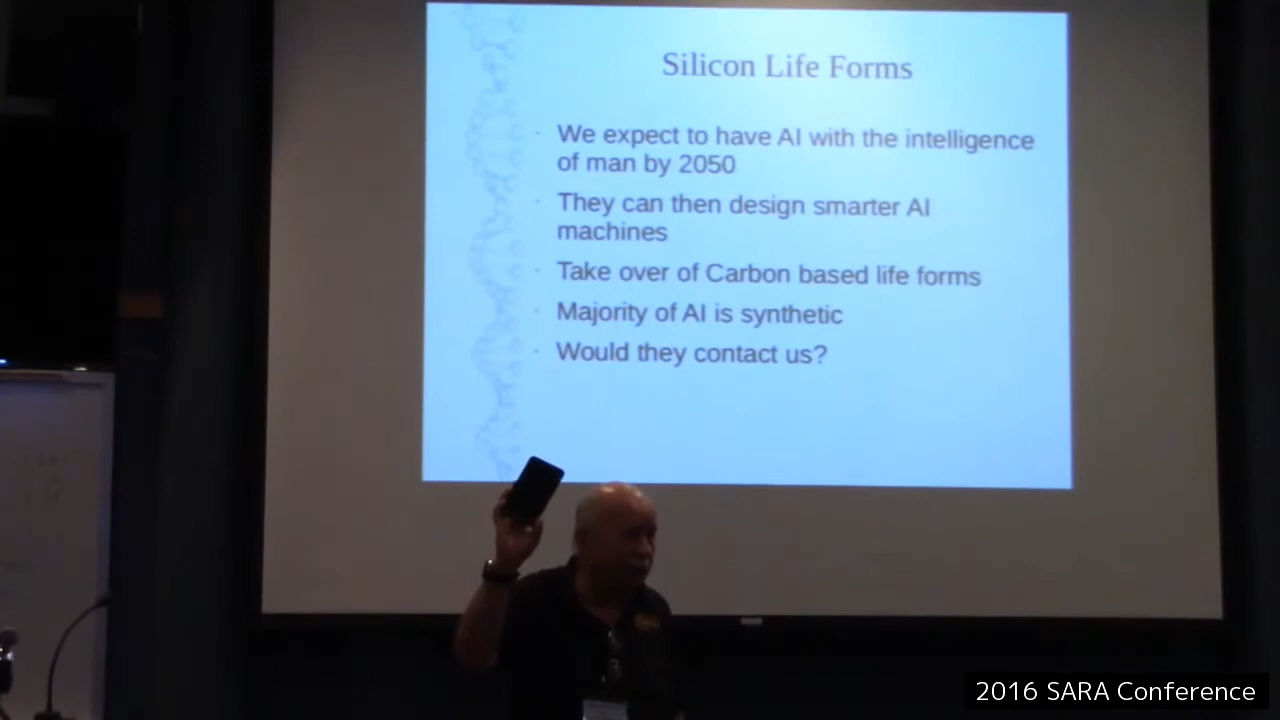 Silicon Life Forms
· We expect to have AI with the intelligence
of man by 2050
· They can then design smarter AI
machines
· Take over of Carbon based life forms
· Majority of AI is synthetic
· Would they contact us?
2016 SARA Conference